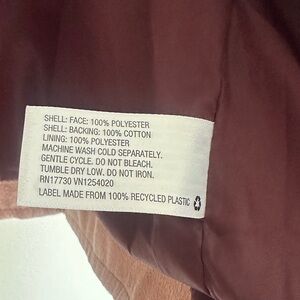 SHELL: FACE: 100% POLYESTER
SHELL: BACKING: 100% COTTON
LINING: 100% POLYESTER
MACHINE WASH COLD SEPARATELY.
GENTLE CYCLE. DO NOT BLEACH.
TUMBLE DRY LOW. DO NOT IRON.
RN17730 VN1254020
LABEL MADE FROM 100% RECYCLED PLASTIC